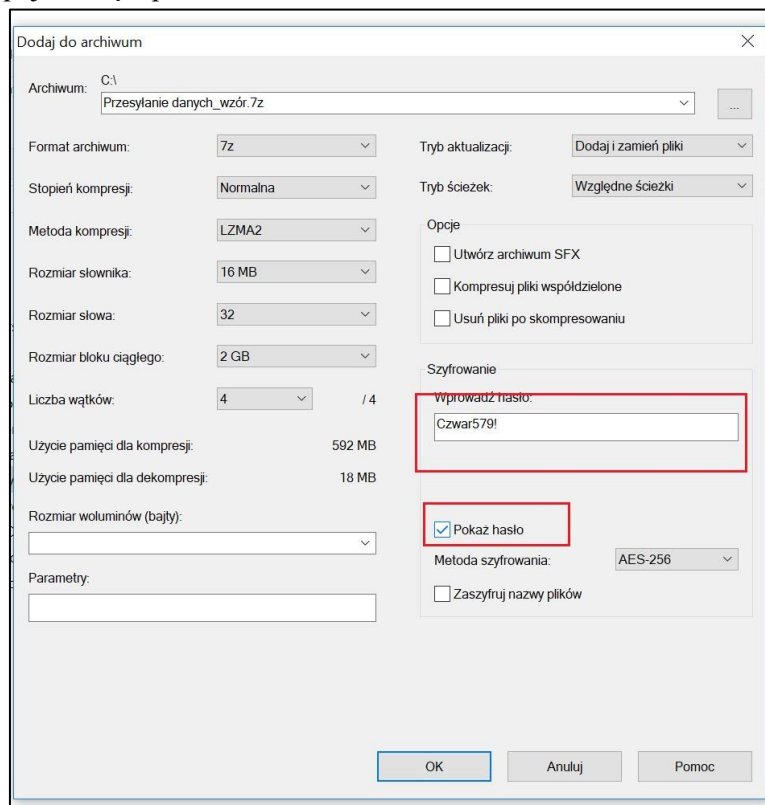 Dodaj do archiwum
Archiwum: C:\
Przesyłanie danych_wzór.7z
...
Format archiwum: 7z
Stopień kompresji: Normalna
Metoda kompresji: LZMA2
Rozmiar słownika: 16 MB
Rozmiar słowa: 32
Rozmiar bloku ciągłego: 2 GB
Liczba wątków: 4 / 4
Użycie pamięci dla kompresji: 592 MB
Użycie pamięci dla dekompresji: 18 MB
Rozmiar woluminów (bajty):
Parametry:
Tryb aktualizacji: Dodaj i zamień pliki
Tryb ścieżek: Względne ścieżki
Opcje
Utwórz archiwum SFX
Kompresuj pliki współdzielone
Usuń pliki po skompresowaniu
Szyfrowanie
Wprowadź hasło:
Czwar579!
Pokaż hasło
Metoda szyfrowania: AES-256
Zaszyfruj nazwy plików
OK Anuluj Pomoc